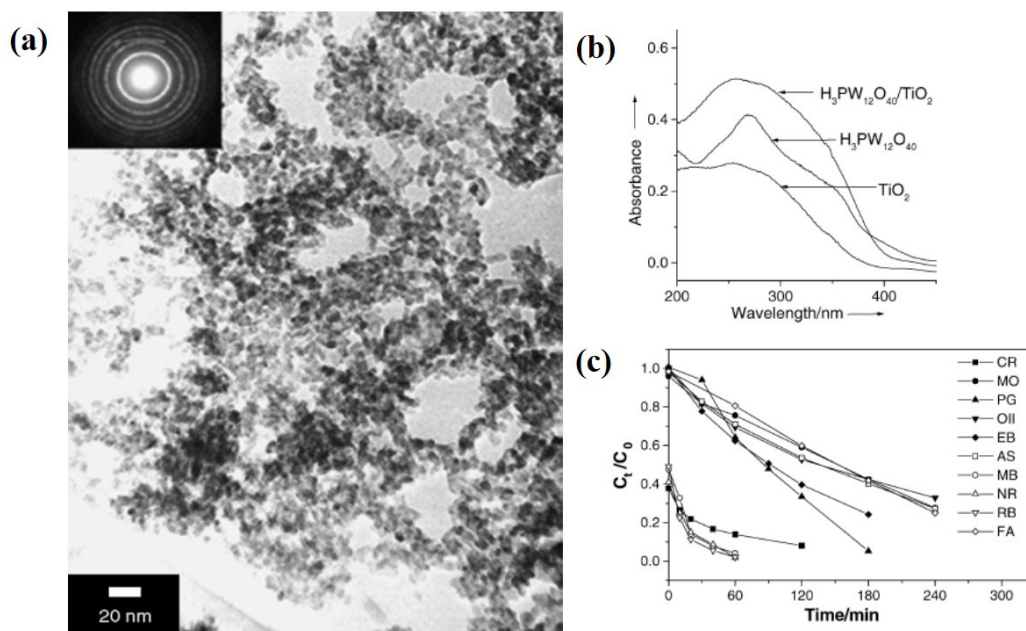 (a)
20 nm
(b)
0.6
0.4
0.2
0.0
Absorbance
H₃PW₁₂O₄₀/TiO₂
H₃PW₁₂O₄₀
TiO₂
200 300 400
Wavelength/nm
(c)
1.0
0.8
0.6
0.4
0.2
0.0
Cₜ/C₀
CR
MO
PG
OII
EB
AS
MB
NR
RB
FA
0 60 120 180 240 300
Time/min